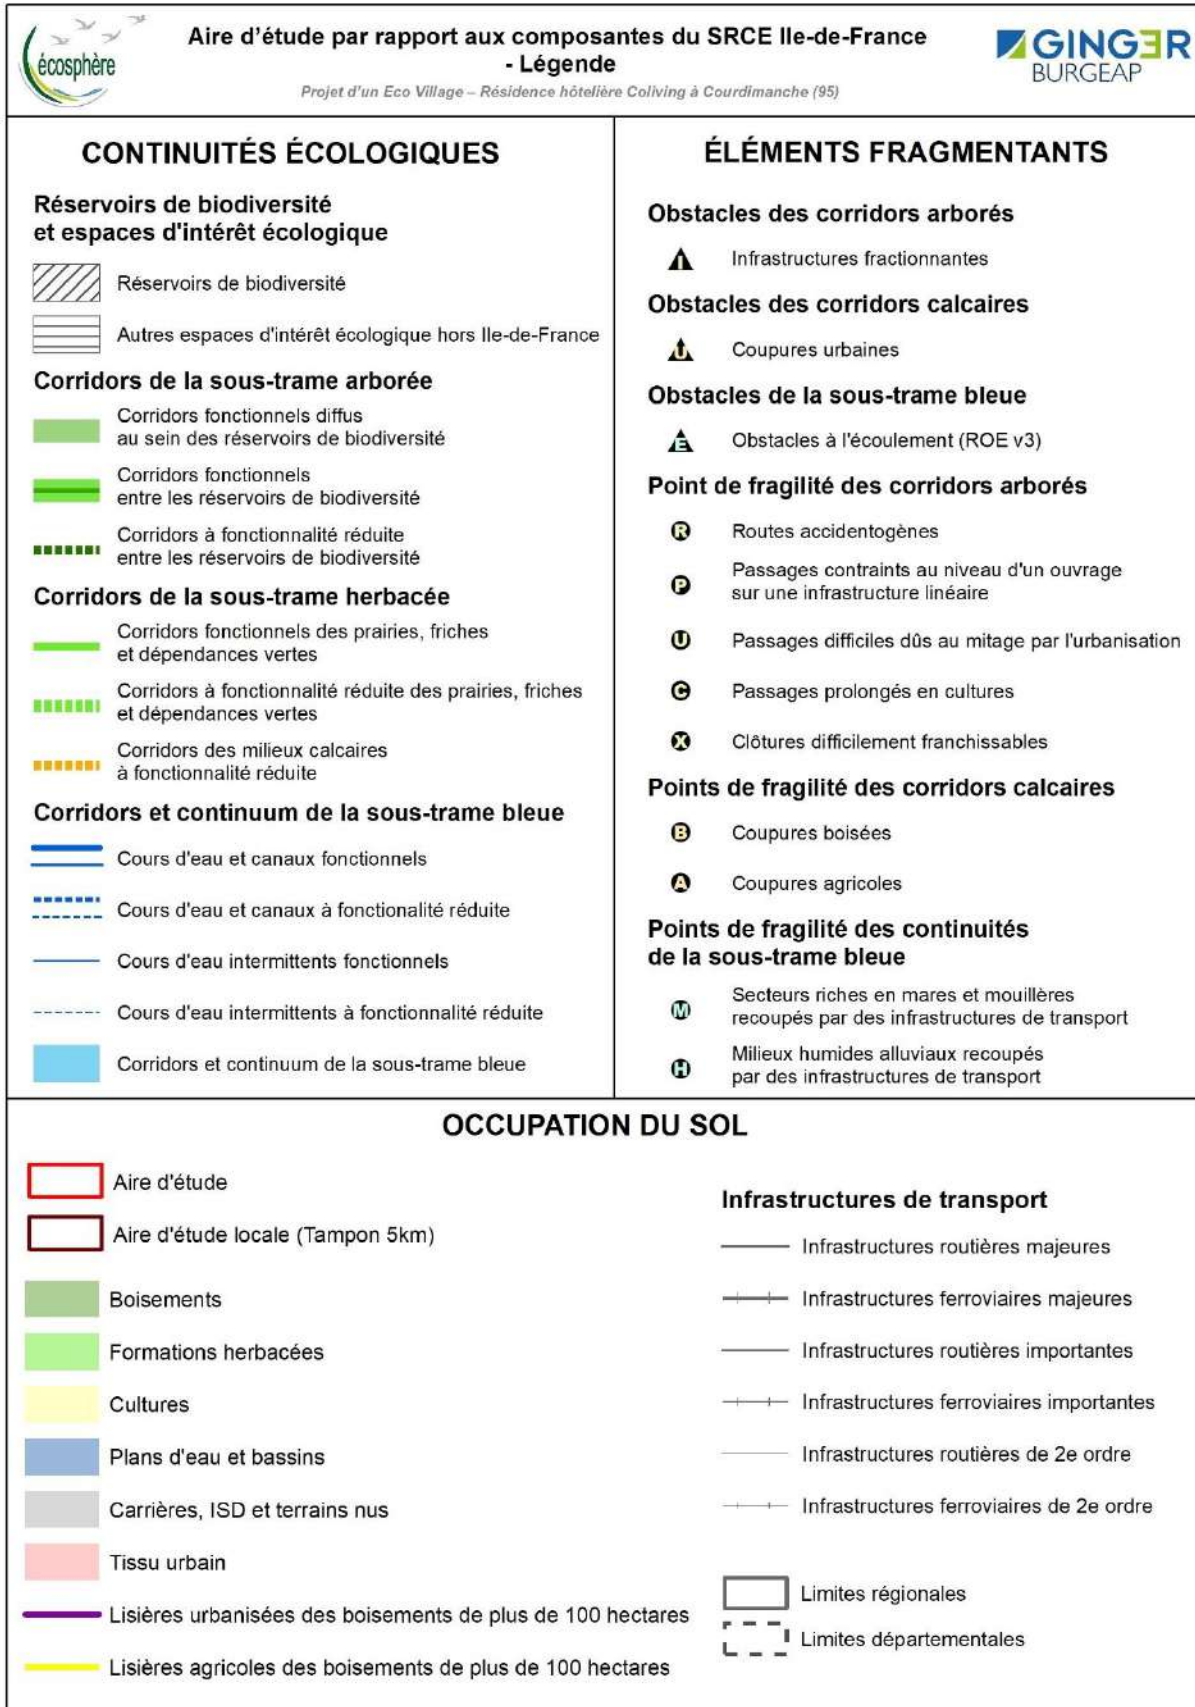 écosphère
Aire d'étude par rapport aux composantes du SRCE Ile-de-France
- Légende
Projet d'un Eco Village – Résidence hôtelière Coliving à Courdimanche (95)
GINGER
BURGEAP
CONTINUITÉS ÉCOLOGIQUES
Réservoirs de biodiversité
et espaces d'intérêt écologique
Réservoirs de biodiversité
Autres espaces d'intérêt écologique hors Ile-de-France
Corridors de la sous-trame arborée
Corridors fonctionnels diffus
au sein des réservoirs de biodiversité
Corridors fonctionnels
entre les réservoirs de biodiversité
Corridors à fonctionnalité réduite
entre les réservoirs de biodiversité
Corridors de la sous-trame herbacée
Corridors fonctionnels des prairies, friches
et dépendances vertes
Corridors à fonctionnalité réduite des prairies, friches
et dépendances vertes
Corridors des milieux calcaires
à fonctionnalité réduite
Corridors et continuum de la sous-trame bleue
Cours d'eau et canaux fonctionnels
Cours d'eau et canaux à fonctionalité réduite
Cours d'eau intermittents fonctionnels
Cours d'eau intermittents à fonctionnalité réduite
Corridors et continuum de la sous-trame bleue
ÉLÉMENTS FRAGMENTANTS
Obstacles des corridors arborés
I Infrastructures fractionnantes
Obstacles des corridors calcaires
U Coupures urbaines
Obstacles de la sous-trame bleue
E Obstacles à l'écoulement (ROE v3)
Point de fragilité des corridors arborés
R Routes accidentogènes
P Passages contraints au niveau d'un ouvrage
sur une infrastructure linéaire
U Passages difficiles dûs au mitage par l'urbanisation
C Passages prolongés en cultures
X Clôtures difficilement franchissables
Points de fragilité des corridors calcaires
B Coupures boisées
A Coupures agricoles
Points de fragilité des continuités
de la sous-trame bleue
M Secteurs riches en mares et mouillères
recoupés par des infrastructures de transport
H Milieux humides alluviaux recoupés
par des infrastructures de transport
OCCUPATION DU SOL
Aire d'étude
Aire d'étude locale (Tampon 5km)
Boisements
Formations herbacées
Cultures
Plans d'eau et bassins
Carrières, ISD et terrains nus
Tissu urbain
Lisières urbanisées des boisements de plus de 100 hectares
Lisières agricoles des boisements de plus de 100 hectares
Infrastructures de transport
Infrastructures routières majeures
Infrastructures ferroviaires majeures
Infrastructures routières importantes
Infrastructures ferroviaires importantes
Infrastructures routières de 2e ordre
Infrastructures ferroviaires de 2e ordre
Limites régionales
Limites départementales